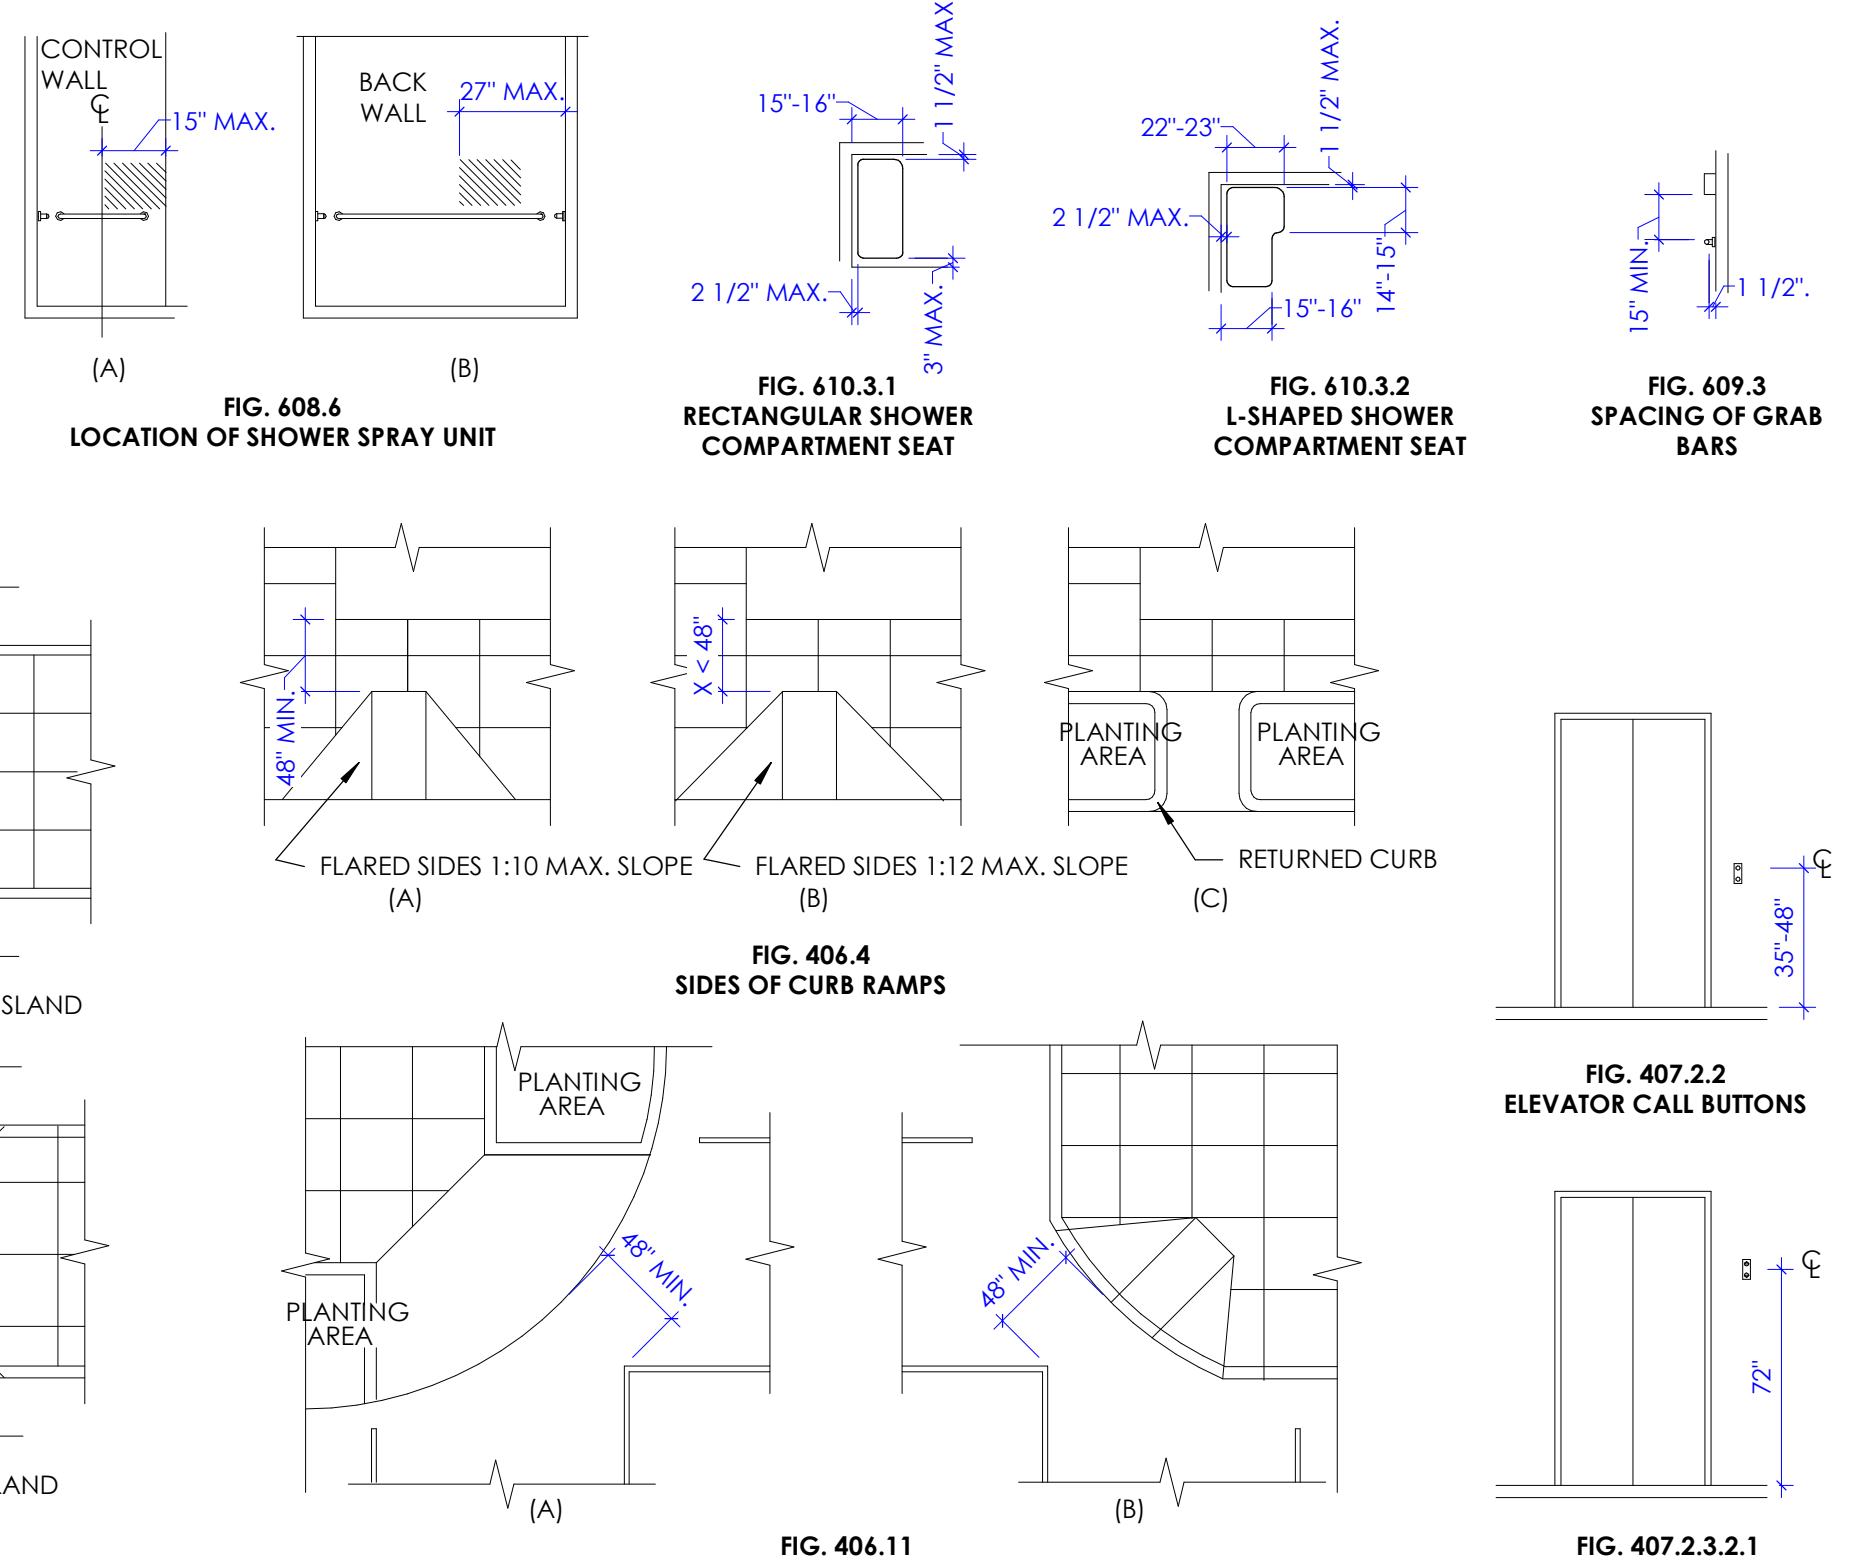 CONTROL
WALL
℄
15" MAX.
(A)
BACK
WALL
27" MAX.
(B)
FIG. 608.6
LOCATION OF SHOWER SPRAY UNIT
15"-16"
1 1/2" MAX
2 1/2" MAX.
3" MAX.
FIG. 610.3.1
RECTANGULAR SHOWER
COMPARTMENT SEAT
22"-23"
1 1/2" MAX.
2 1/2" MAX.
14"-15"
15"-16"
FIG. 610.3.2
L-SHAPED SHOWER
COMPARTMENT SEAT
15" MIN.
1 1/2".
FIG. 609.3
SPACING OF GRAB
BARS
48" MIN.
FLARED SIDES 1:10 MAX. SLOPE
(A)
X < 48"
FLARED SIDES 1:12 MAX. SLOPE
(B)
PLANTING
AREA
PLANTING
AREA
RETURNED CURB
(C)
FIG. 406.4
SIDES OF CURB RAMPS
SLAND
℄
35"-48"
FIG. 407.2.2
ELEVATOR CALL BUTTONS
PLANTING
AREA
48" MIN.
PLANTING
AREA
(A)
48" MIN.
(B)
FIG. 406.11
AND
℄
72"
FIG. 407.2.3.2.1